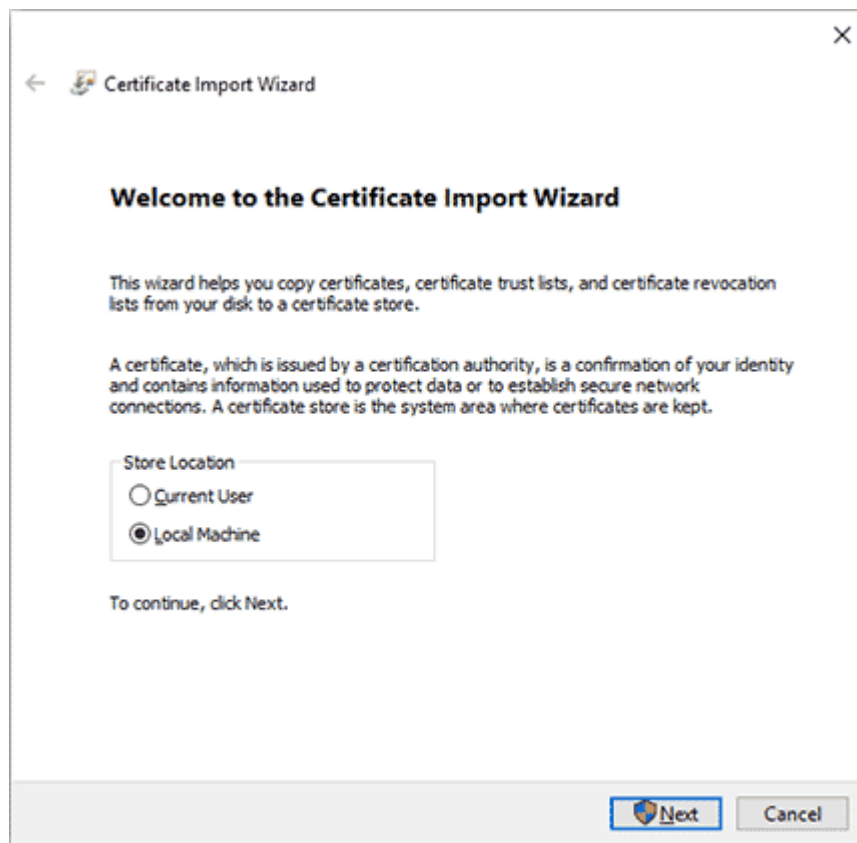 Certificate Import Wizard
Welcome to the Certificate Import Wizard
This wizard helps you copy certificates, certificate trust lists, and certificate revocation
lists from your disk to a certificate store.
A certificate, which is issued by a certification authority, is a confirmation of your identity
and contains information used to protect data or to establish secure network
connections. A certificate store is the system area where certificates are kept.
Store Location
Current User
Local Machine
To continue, click Next.
Next Cancel